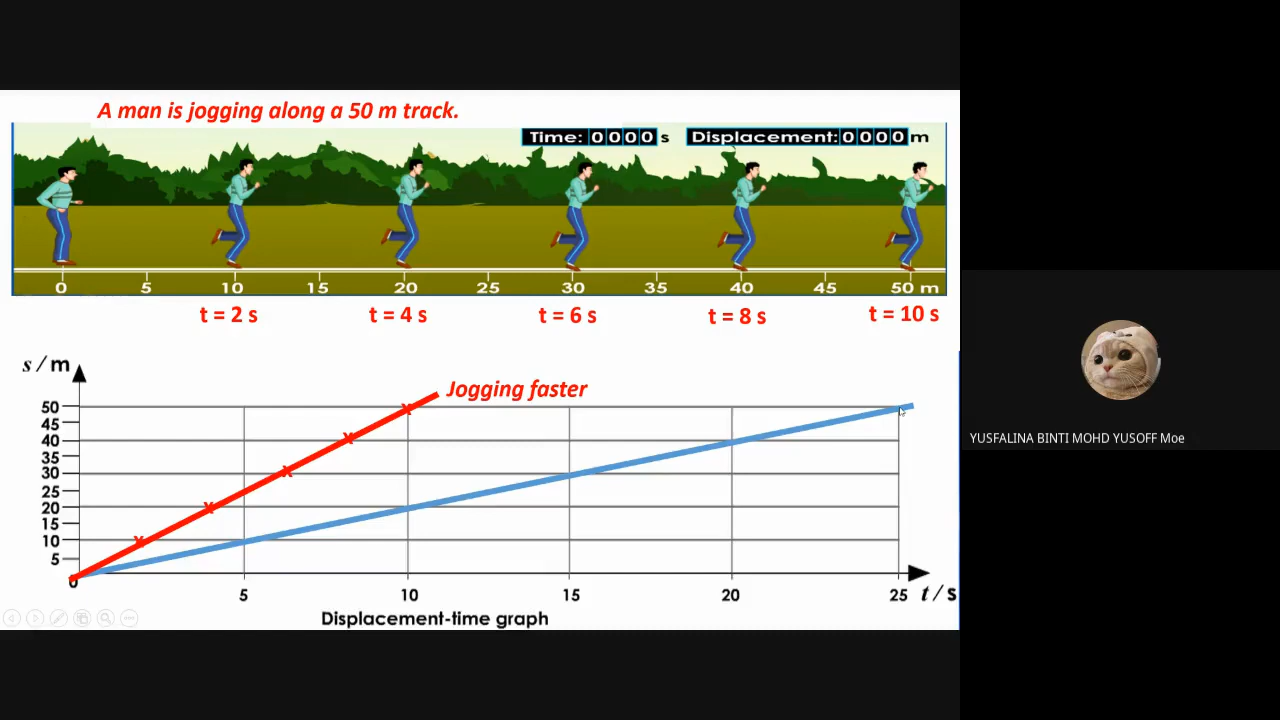 A man is jogging along a 50 m track.
Time: 0000 s Displacement: 0000 m
0 5 10 15 20 25 30 35 40 45 50 m
t = 2 s t = 4 s t = 6 s t = 8 s t = 10 s
s / m
Jogging faster
50
45
40
35
30
25
20
15
10
5
0
5 10 15 20 25 t / s
Displacement-time graph
YUSFALINA BINTI MOHD YUSOFF Moe